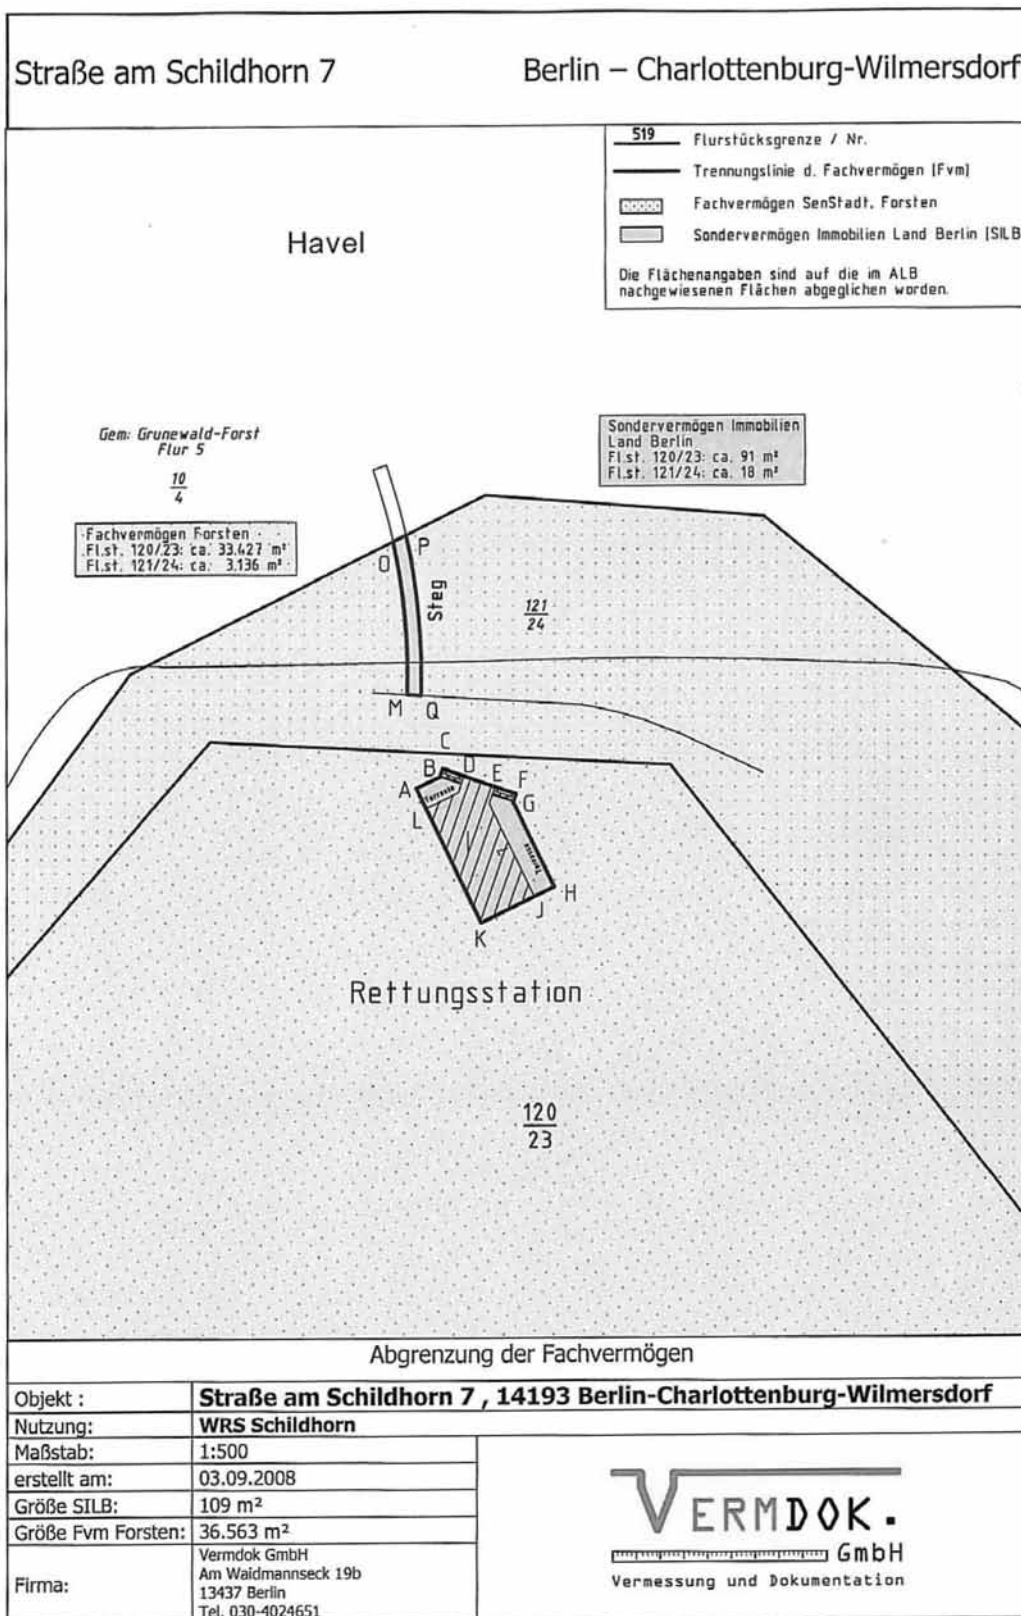 Straße am Schildhorn 7 Berlin – Charlottenburg-Wilmersdorf
519 Flurstücksgrenze / Nr.
Trennungslinie d. Fachvermögen (Fvm)
Fachvermögen SenStadt, Forsten
Sondervermögen Immobilien Land Berlin (SILB
Die Flächenangaben sind auf die im ALB
nachgewiesenen Flächen abgeglichen worden.
Havel
Gem: Grunewald-Forst
Flur 5
10
4
Fachvermögen Forsten
Fl.st. 120/23: ca. 33.427 m²
Fl.st. 121/24: ca. 3.136 m²
Sondervermögen Immobilien
Land Berlin
Fl.st. 120/23: ca. 91 m²
Fl.st. 121/24: ca. 18 m²
P
O
Steg
121
24
M Q
C
B D E F
A G
Terrasse
L
I
Terrasse
H
J
K
Rettungsstation
120
23
Abgrenzung der Fachvermögen
Objekt : Straße am Schildhorn 7 , 14193 Berlin-Charlottenburg-Wilmersdorf
Nutzung: WRS Schildhorn
Maßstab: 1:500
erstellt am: 03.09.2008
Größe SILB: 109 m²
Größe Fvm Forsten: 36.563 m²
Firma:
Vermdok GmbH
Am Waidmannseck 19b
13437 Berlin
Tel. 030-4024651
VERMDOK.
GmbH
Vermessung und Dokumentation